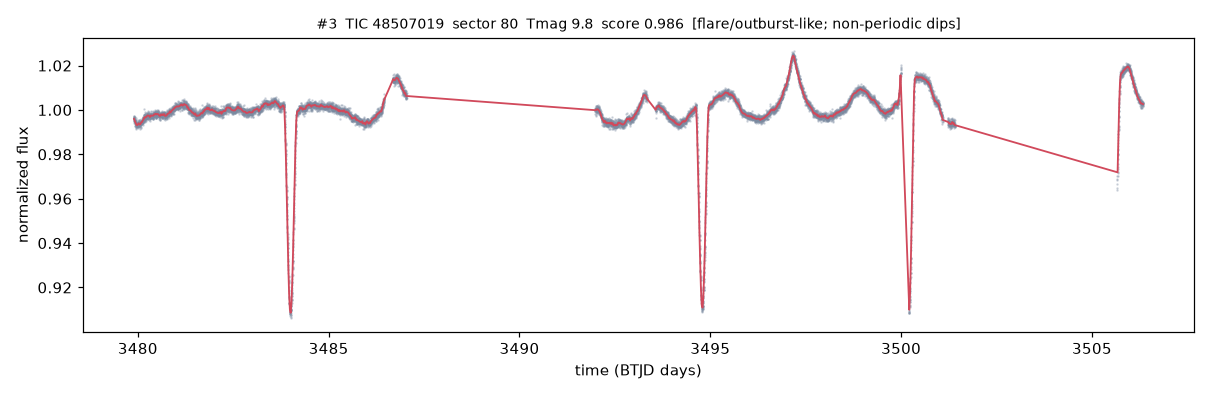 #3 TIC 48507019 sector 80 Tmag 9.8 score 0.986 [flare/outburst-like; non-periodic dips]
normalized flux
1.02
1.00
0.98
0.96
0.94
0.92
3480 3485 3490 3495 3500 3505
time (BTJD days)